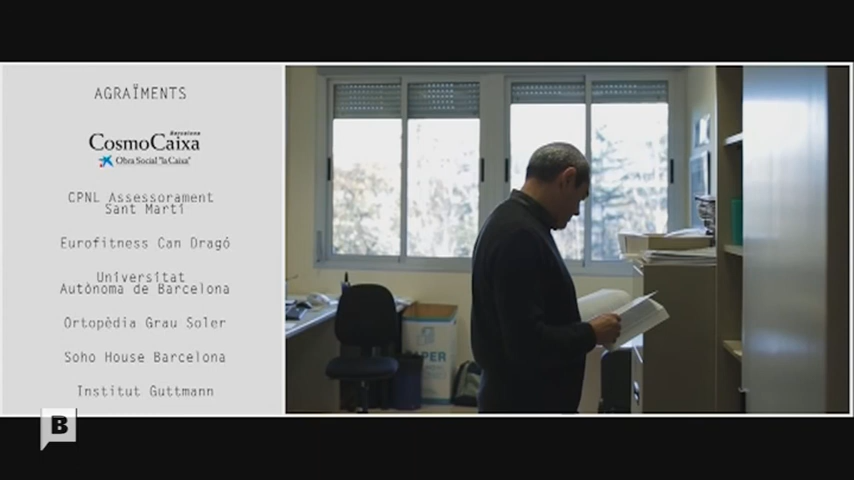 AGRAÏMENTS
Barcelona
CosmoCaixa
Obra Social "la Caixa"
CPNL Assessorament
Sant Martí
Eurofitness Can Dragó
Universitat
Autònoma de Barcelona
Ortopèdia Grau Soler
Soho House Barcelona
Institut Guttmann
B
PAPER